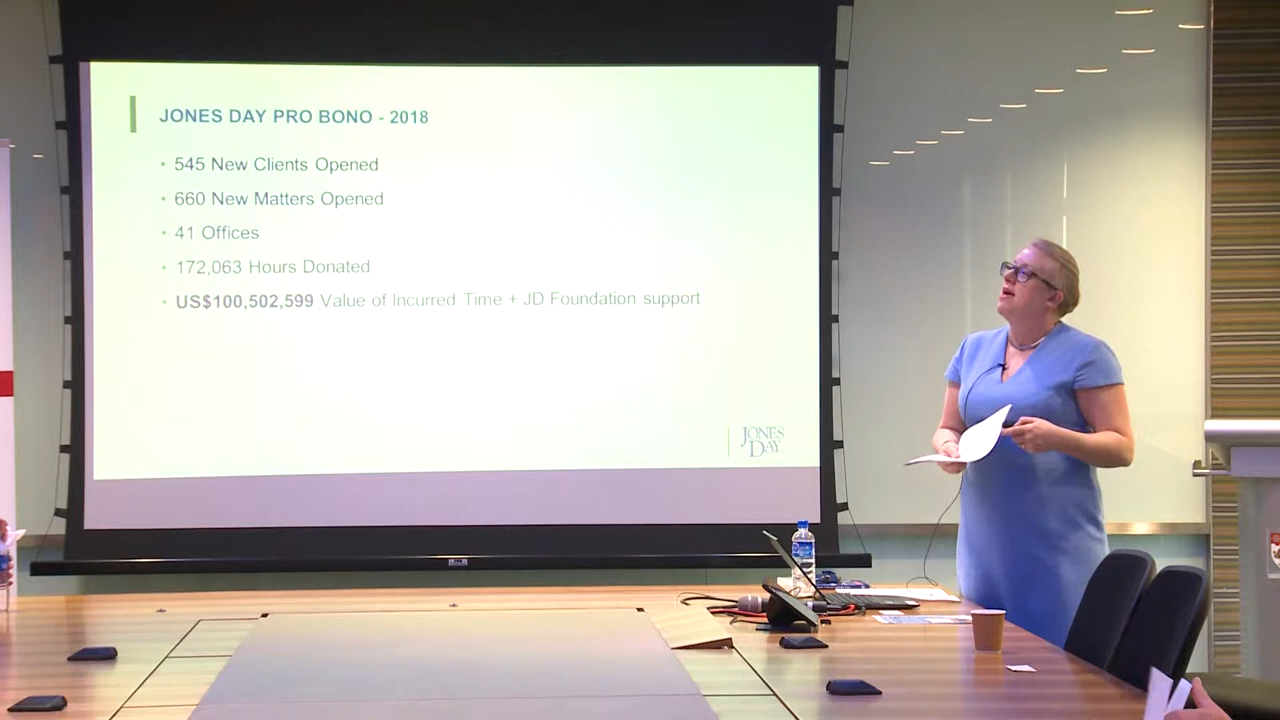 JONES DAY PRO BONO - 2018
• 545 New Clients Opened
• 660 New Matters Opened
• 41 Offices
• 172,063 Hours Donated
• US$100,502,599 Value of Incurred Time + JD Foundation support
JONES
DAY